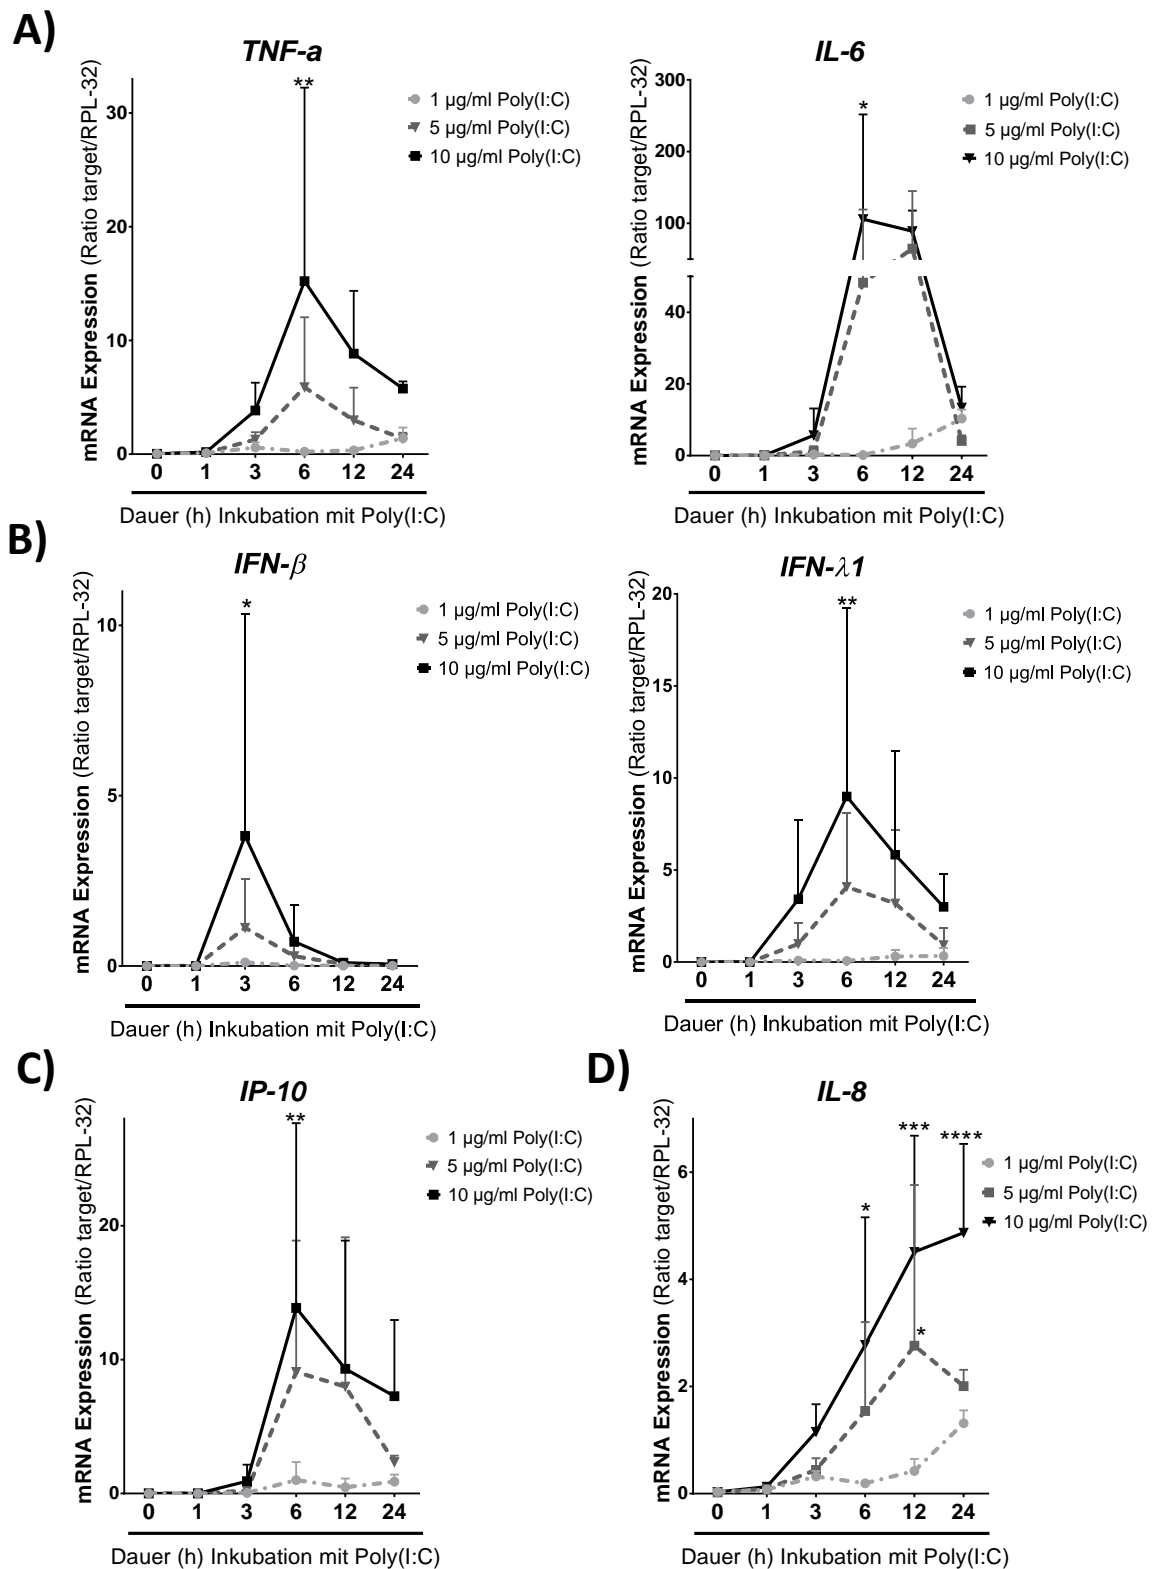 A)
TNF-a
mRNA Expression (Ratio target/RPL-32)
30
20
10
0
**
1 µg/ml Poly(I:C)
5 µg/ml Poly(I:C)
10 µg/ml Poly(I:C)
0 1 3 6 12 24
Dauer (h) Inkubation mit Poly(I:C)
IL-6
mRNA Expression (Ratio target/RPL-32)
300
200
100
40
20
0
*
1 µg/ml Poly(I:C)
5 µg/ml Poly(I:C)
10 µg/ml Poly(I:C)
0 1 3 6 12 24
Dauer (h) Inkubation mit Poly(I:C)
B)
IFN-β
mRNA Expression (Ratio target/RPL-32)
10
5
0
*
1 µg/ml Poly(I:C)
5 µg/ml Poly(I:C)
10 µg/ml Poly(I:C)
0 1 3 6 12 24
Dauer (h) Inkubation mit Poly(I:C)
IFN-λ1
mRNA Expression (Ratio target/RPL-32)
20
15
10
5
0
**
1 µg/ml Poly(I:C)
5 µg/ml Poly(I:C)
10 µg/ml Poly(I:C)
0 1 3 6 12 24
Dauer (h) Inkubation mit Poly(I:C)
C)
IP-10
mRNA Expression (Ratio target/RPL-32)
20
10
0
**
1 µg/ml Poly(I:C)
5 µg/ml Poly(I:C)
10 µg/ml Poly(I:C)
0 1 3 6 12 24
Dauer (h) Inkubation mit Poly(I:C)
D)
IL-8
mRNA Expression (Ratio target/RPL-32)
6
4
2
0
*
***
****
*
1 µg/ml Poly(I:C)
5 µg/ml Poly(I:C)
10 µg/ml Poly(I:C)
0 1 3 6 12 24
Dauer (h) Inkubation mit Poly(I:C)